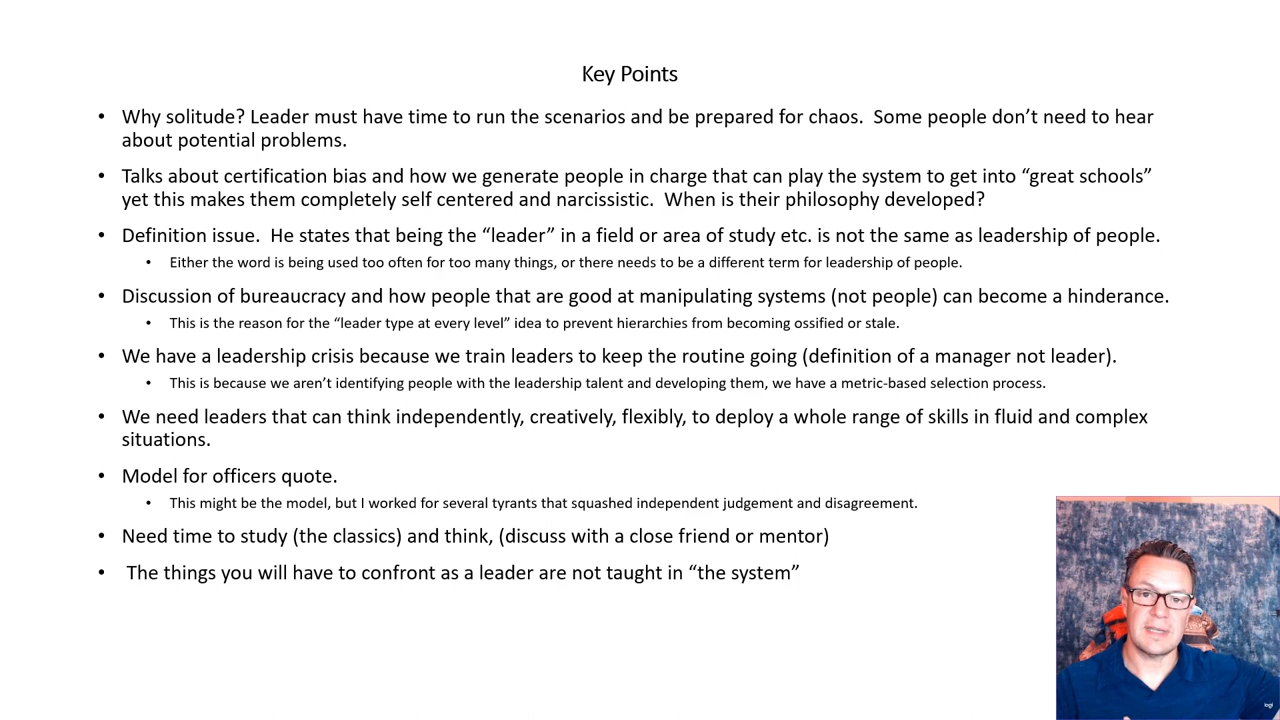 Key Points
• Why solitude? Leader must have time to run the scenarios and be prepared for chaos.  Some people don’t need to hear
about potential problems.
• Talks about certification bias and how we generate people in charge that can play the system to get into “great schools”
yet this makes them completely self centered and narcissistic.  When is their philosophy developed?
• Definition issue.  He states that being the “leader” in a field or area of study etc. is not the same as leadership of people.
• Either the word is being used too often for too many things, or there needs to be a different term for leadership of people.
• Discussion of bureaucracy and how people that are good at manipulating systems (not people) can become a hinderance.
• This is the reason for the “leader type at every level” idea to prevent hierarchies from becoming ossified or stale.
• We have a leadership crisis because we train leaders to keep the routine going (definition of a manager not leader).
• This is because we aren’t identifying people with the leadership talent and developing them, we have a metric-based selection process.
• We need leaders that can think independently, creatively, flexibly, to deploy a whole range of skills in fluid and complex
situations.
• Model for officers quote.
• This might be the model, but I worked for several tyrants that squashed independent judgement and disagreement.
• Need time to study (the classics) and think, (discuss with a close friend or mentor)
• The things you will have to confront as a leader are not taught in “the system”
logi